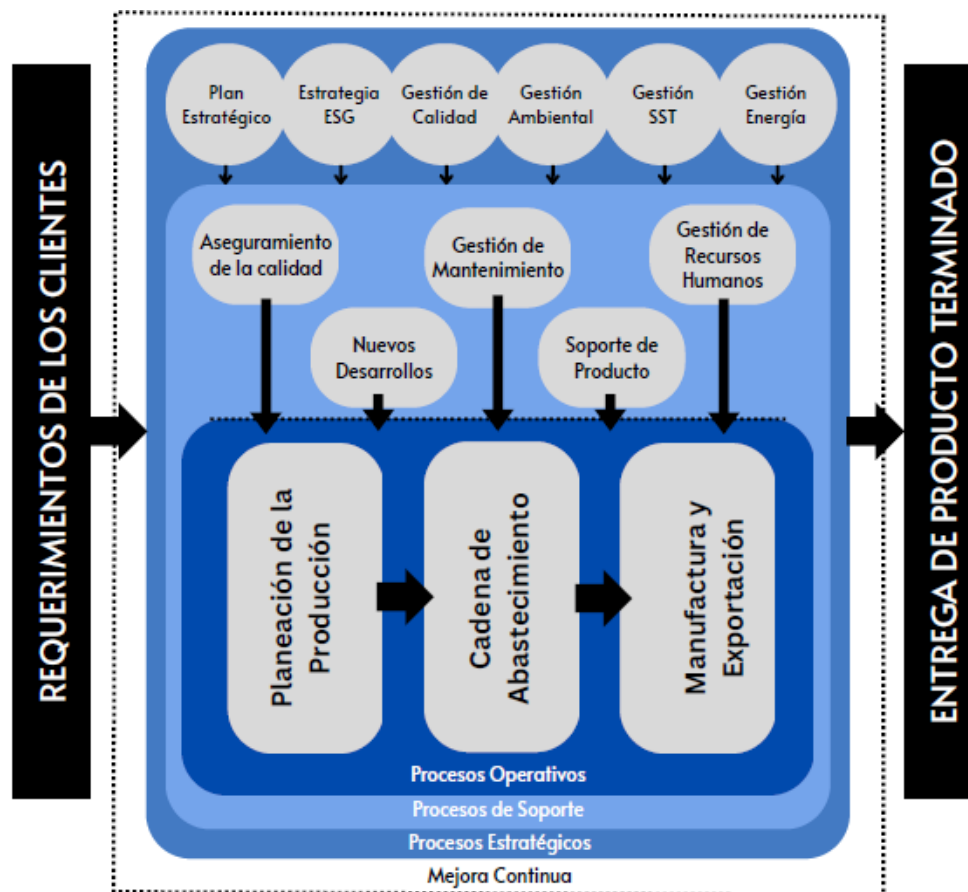 REQUERIMIENTOS DE LOS CLIENTES
Plan
Estratégico
Estrategia
ESG
Gestión de
Calidad
Gestión
Ambiental
Gestión
SST
Gestión
Energía
Aseguramiento
de la calidad
Gestión de
Mantenimiento
Gestión de
Recursos
Humanos
Nuevos
Desarrollos
Soporte de
Producto
Planeación de la
Producción
Cadena de
Abastecimiento
Manufactura y
Exportación
Procesos Operativos
Procesos de Soporte
Procesos Estratégicos
Mejora Continua
ENTREGA DE PRODUCTO TERMINADO